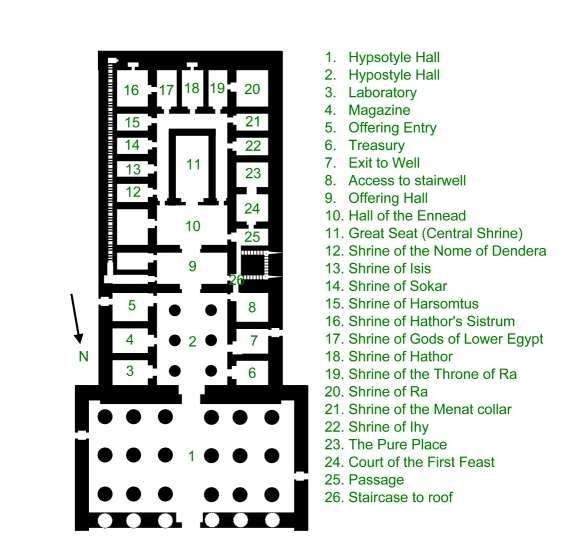 1. Hypsotyle Hall
2. Hypostyle Hall
3. Laboratory
4. Magazine
5. Offering Entry
6. Treasury
7. Exit to Well
8. Access to stairwell
9. Offering Hall
10. Hall of the Ennead
11. Great Seat (Central Shrine)
12. Shrine of the Nome of Dendera
13. Shrine of Isis
14. Shrine of Sokar
15. Shrine of Harsomtus
16. Shrine of Hathor's Sistrum
17. Shrine of Gods of Lower Egypt
18. Shrine of Hathor
19. Shrine of the Throne of Ra
20. Shrine of Ra
21. Shrine of the Menat collar
22. Shrine of Ihy
23. The Pure Place
24. Court of the First Feast
25. Passage
26. Staircase to roof
16 17 18 19 20
15 21
14 11 22
13 23
12 24
10 25
9 26
5 8
4 2 7
3 6
N
1